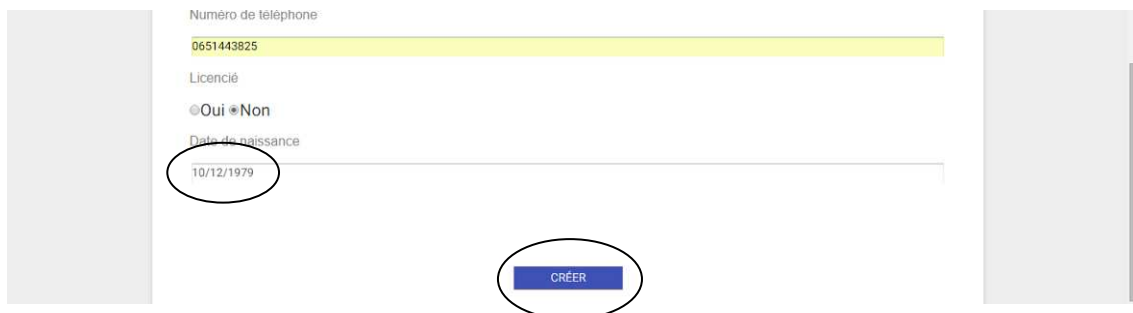 Numéro de téléphone
0651443825
Licencié
Oui Non
Date de naissance
10/12/1979
CRÉER